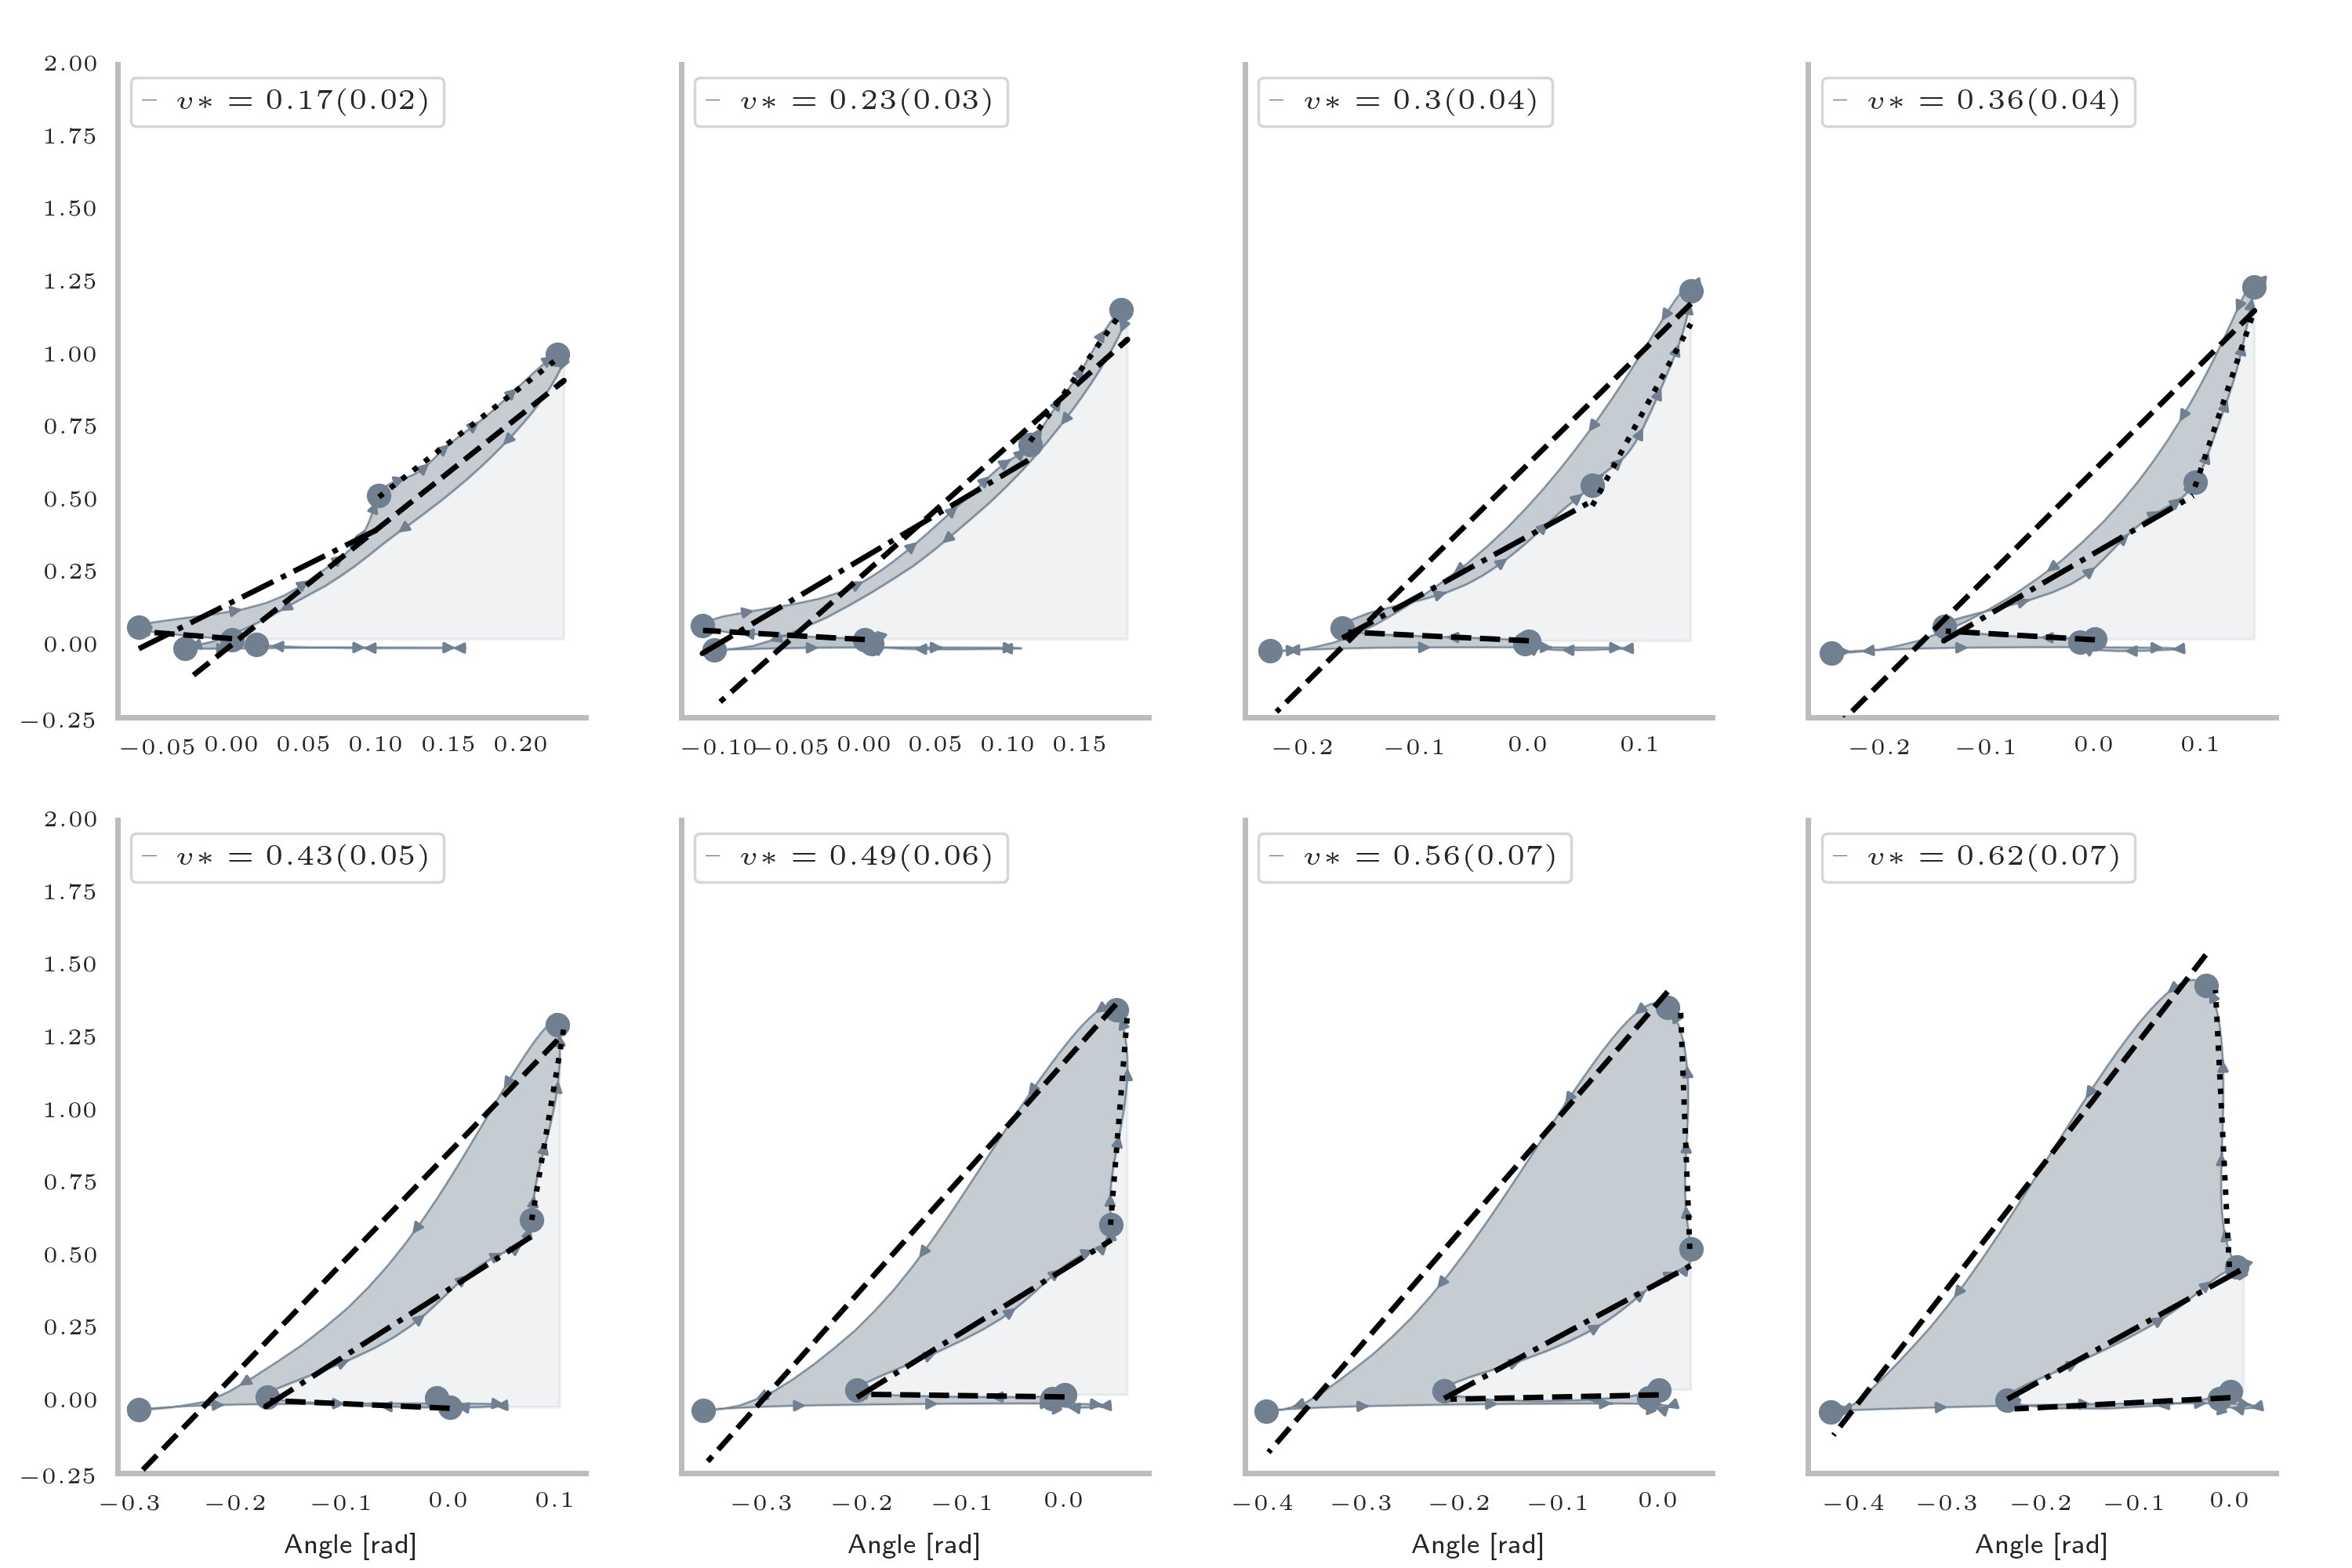 2.00
1.75
1.50
1.25
1.00
0.75
0.50
0.25
0.00
−0.25
v∗ = 0.17(0.02)
−0.05 0.00 0.05 0.10 0.15 0.20
v∗ = 0.23(0.03)
−0.10 −0.05 0.00 0.05 0.10 0.15
v∗ = 0.3(0.04)
−0.2 −0.1 0.0 0.1
v∗ = 0.36(0.04)
−0.2 −0.1 0.0 0.1
2.00
1.75
1.50
1.25
1.00
0.75
0.50
0.25
0.00
−0.25
v∗ = 0.43(0.05)
−0.3 −0.2 −0.1 0.0 0.1
Angle [rad]
v∗ = 0.49(0.06)
−0.3 −0.2 −0.1 0.0
Angle [rad]
v∗ = 0.56(0.07)
−0.4 −0.3 −0.2 −0.1 0.0
Angle [rad]
v∗ = 0.62(0.07)
−0.4 −0.3 −0.2 −0.1 0.0
Angle [rad]